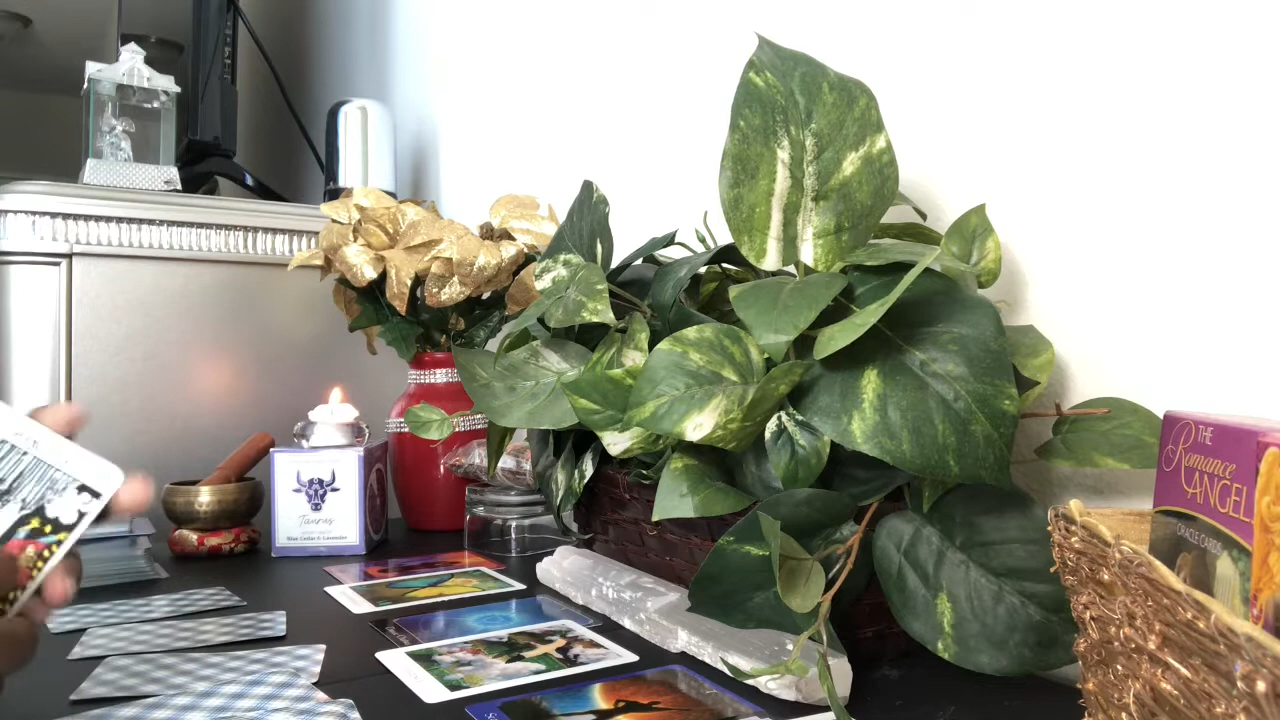 Taurus
Blue Cedar & Lavender
THE
Romance
ANGEL
ORACLE CARDS